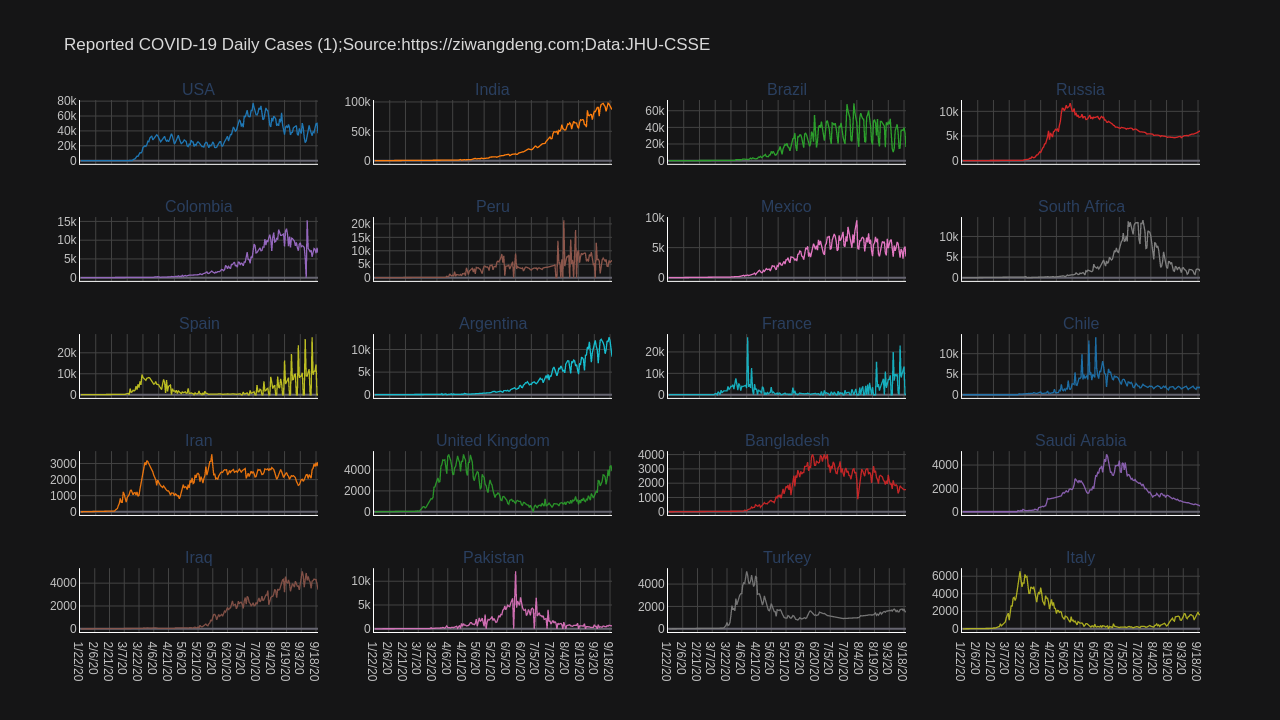 Reported COVID-19 Daily Cases (1);Source:https://ziwangdeng.com;Data:JHU-CSSE
USA
India
Brazil
Russia
80k
60k
40k
20k
0
100k
50k
0
60k
40k
20k
0
10k
5k
0
Colombia
Peru
Mexico
South Africa
15k
10k
5k
0
20k
15k
10k
5k
0
10k
5k
0
10k
5k
0
Spain
Argentina
France
Chile
20k
10k
0
10k
5k
0
20k
10k
0
10k
5k
0
Iran
United Kingdom
Bangladesh
Saudi Arabia
3000
2000
1000
0
4000
2000
0
4000
3000
2000
1000
0
4000
2000
0
Iraq
Pakistan
Turkey
Italy
4000
2000
0
10k
5k
0
4000
2000
0
6000
4000
2000
0
1/22/20 2/6/20 3/7/20 3/22/20 4/6/20 4/21/20 5/6/20 5/21/20 6/5/20 6/20/20 7/5/20 7/20/20 8/4/20 8/19/20 9/3/20 9/18/20
1/22/20 2/6/20 3/7/20 3/22/20 4/6/20 4/21/20 5/6/20 5/21/20 6/5/20 6/20/20 7/5/20 7/20/20 8/4/20 8/19/20 9/3/20 9/18/20
1/22/20 2/6/20 3/7/20 3/22/20 4/6/20 4/21/20 5/6/20 5/21/20 6/5/20 6/20/20 7/5/20 7/20/20 8/4/20 8/19/20 9/3/20 9/18/20
1/22/20 2/6/20 3/7/20 3/22/20 4/6/20 4/21/20 5/6/20 5/21/20 6/5/20 6/20/20 7/5/20 7/20/20 8/4/20 8/19/20 9/3/20 9/18/20